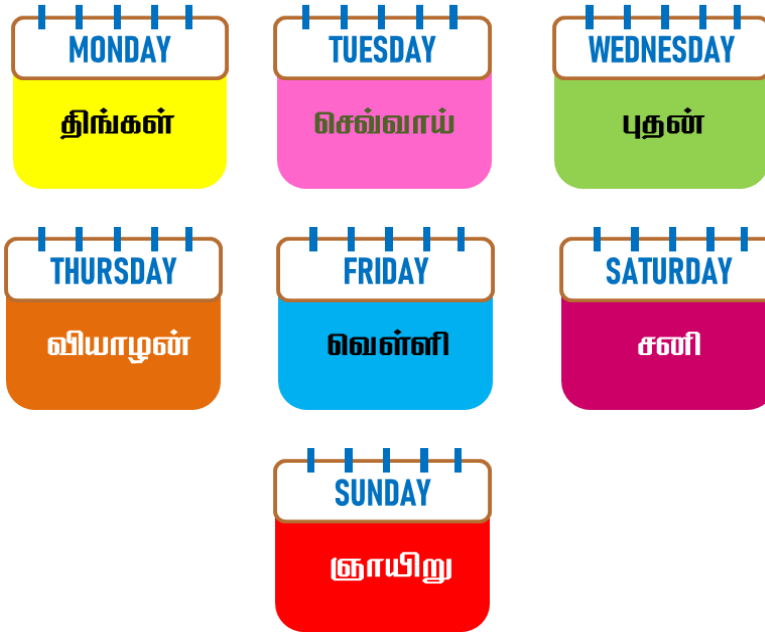 MONDAY
திங்கள்
TUESDAY
செவ்வாய்
WEDNESDAY
புதன்
THURSDAY
வியாழன்
FRIDAY
வெள்ளி
SATURDAY
சனி
SUNDAY
ஞாயிறு